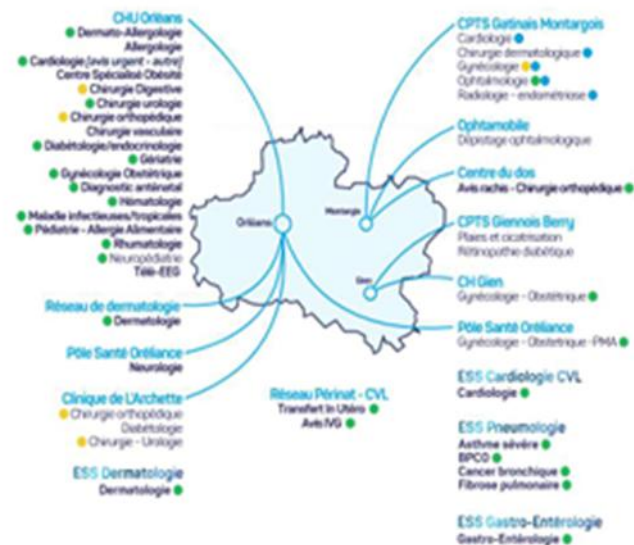 CHU Orléans
Dermato-Allergologie
Allergologie
Cardiologie (avis urgent - autre)
Centre Spécialisé Obésité
Chirurgie Digestive
Chirurgie urologie
Chirurgie orthopédique
Chirurgie vasculaire
Diabétologie/endocrinologie
Gériatrie
Gynécologie Obstétrique
Diagnostic anténatal
Hématologie
Maladie infectieuses/tropicales
Pédiatrie - Allergie Alimentaire
Rhumatologie
Neuropédiatrie
Télé-EEG
Réseau de dermatologie
Dermatologie
Pôle Santé Oréliance
Neurologie
Clinique de L'Archette
Chirurgie orthopédique
Diabétologie
Chirurgie - Urologie
ESS Dermatologie
Dermatologie
Orléans
Montargis
Gien
Réseau Périnat - CVL
Transfert In Utéro
Avis IVG
CPTS Gatinais Montargois
Cardiologie
Chirurgie dermatologique
Gynécologie
Ophtalmologie
Radiologie - endométriose
Ophtamobile
Dépistage ophtalmologique
Centre du dos
Avis rachis - Chirurgie orthopédique
CPTS Giennois Berry
Plaies et cicatrisation
Rétinopathie diabétique
CH Gien
Gynécologie - Obstétrique
Pôle Santé Oréliance
Gynécologie - Obstetrique -PMA
ESS Cardiologie CVL
Cardiologie
ESS Pneumologie
Asthme sévère
BPCO
Cancer bronchique
Fibrose pulmonaire
ESS Gastro-Entérologie
Gastro-Entérologie